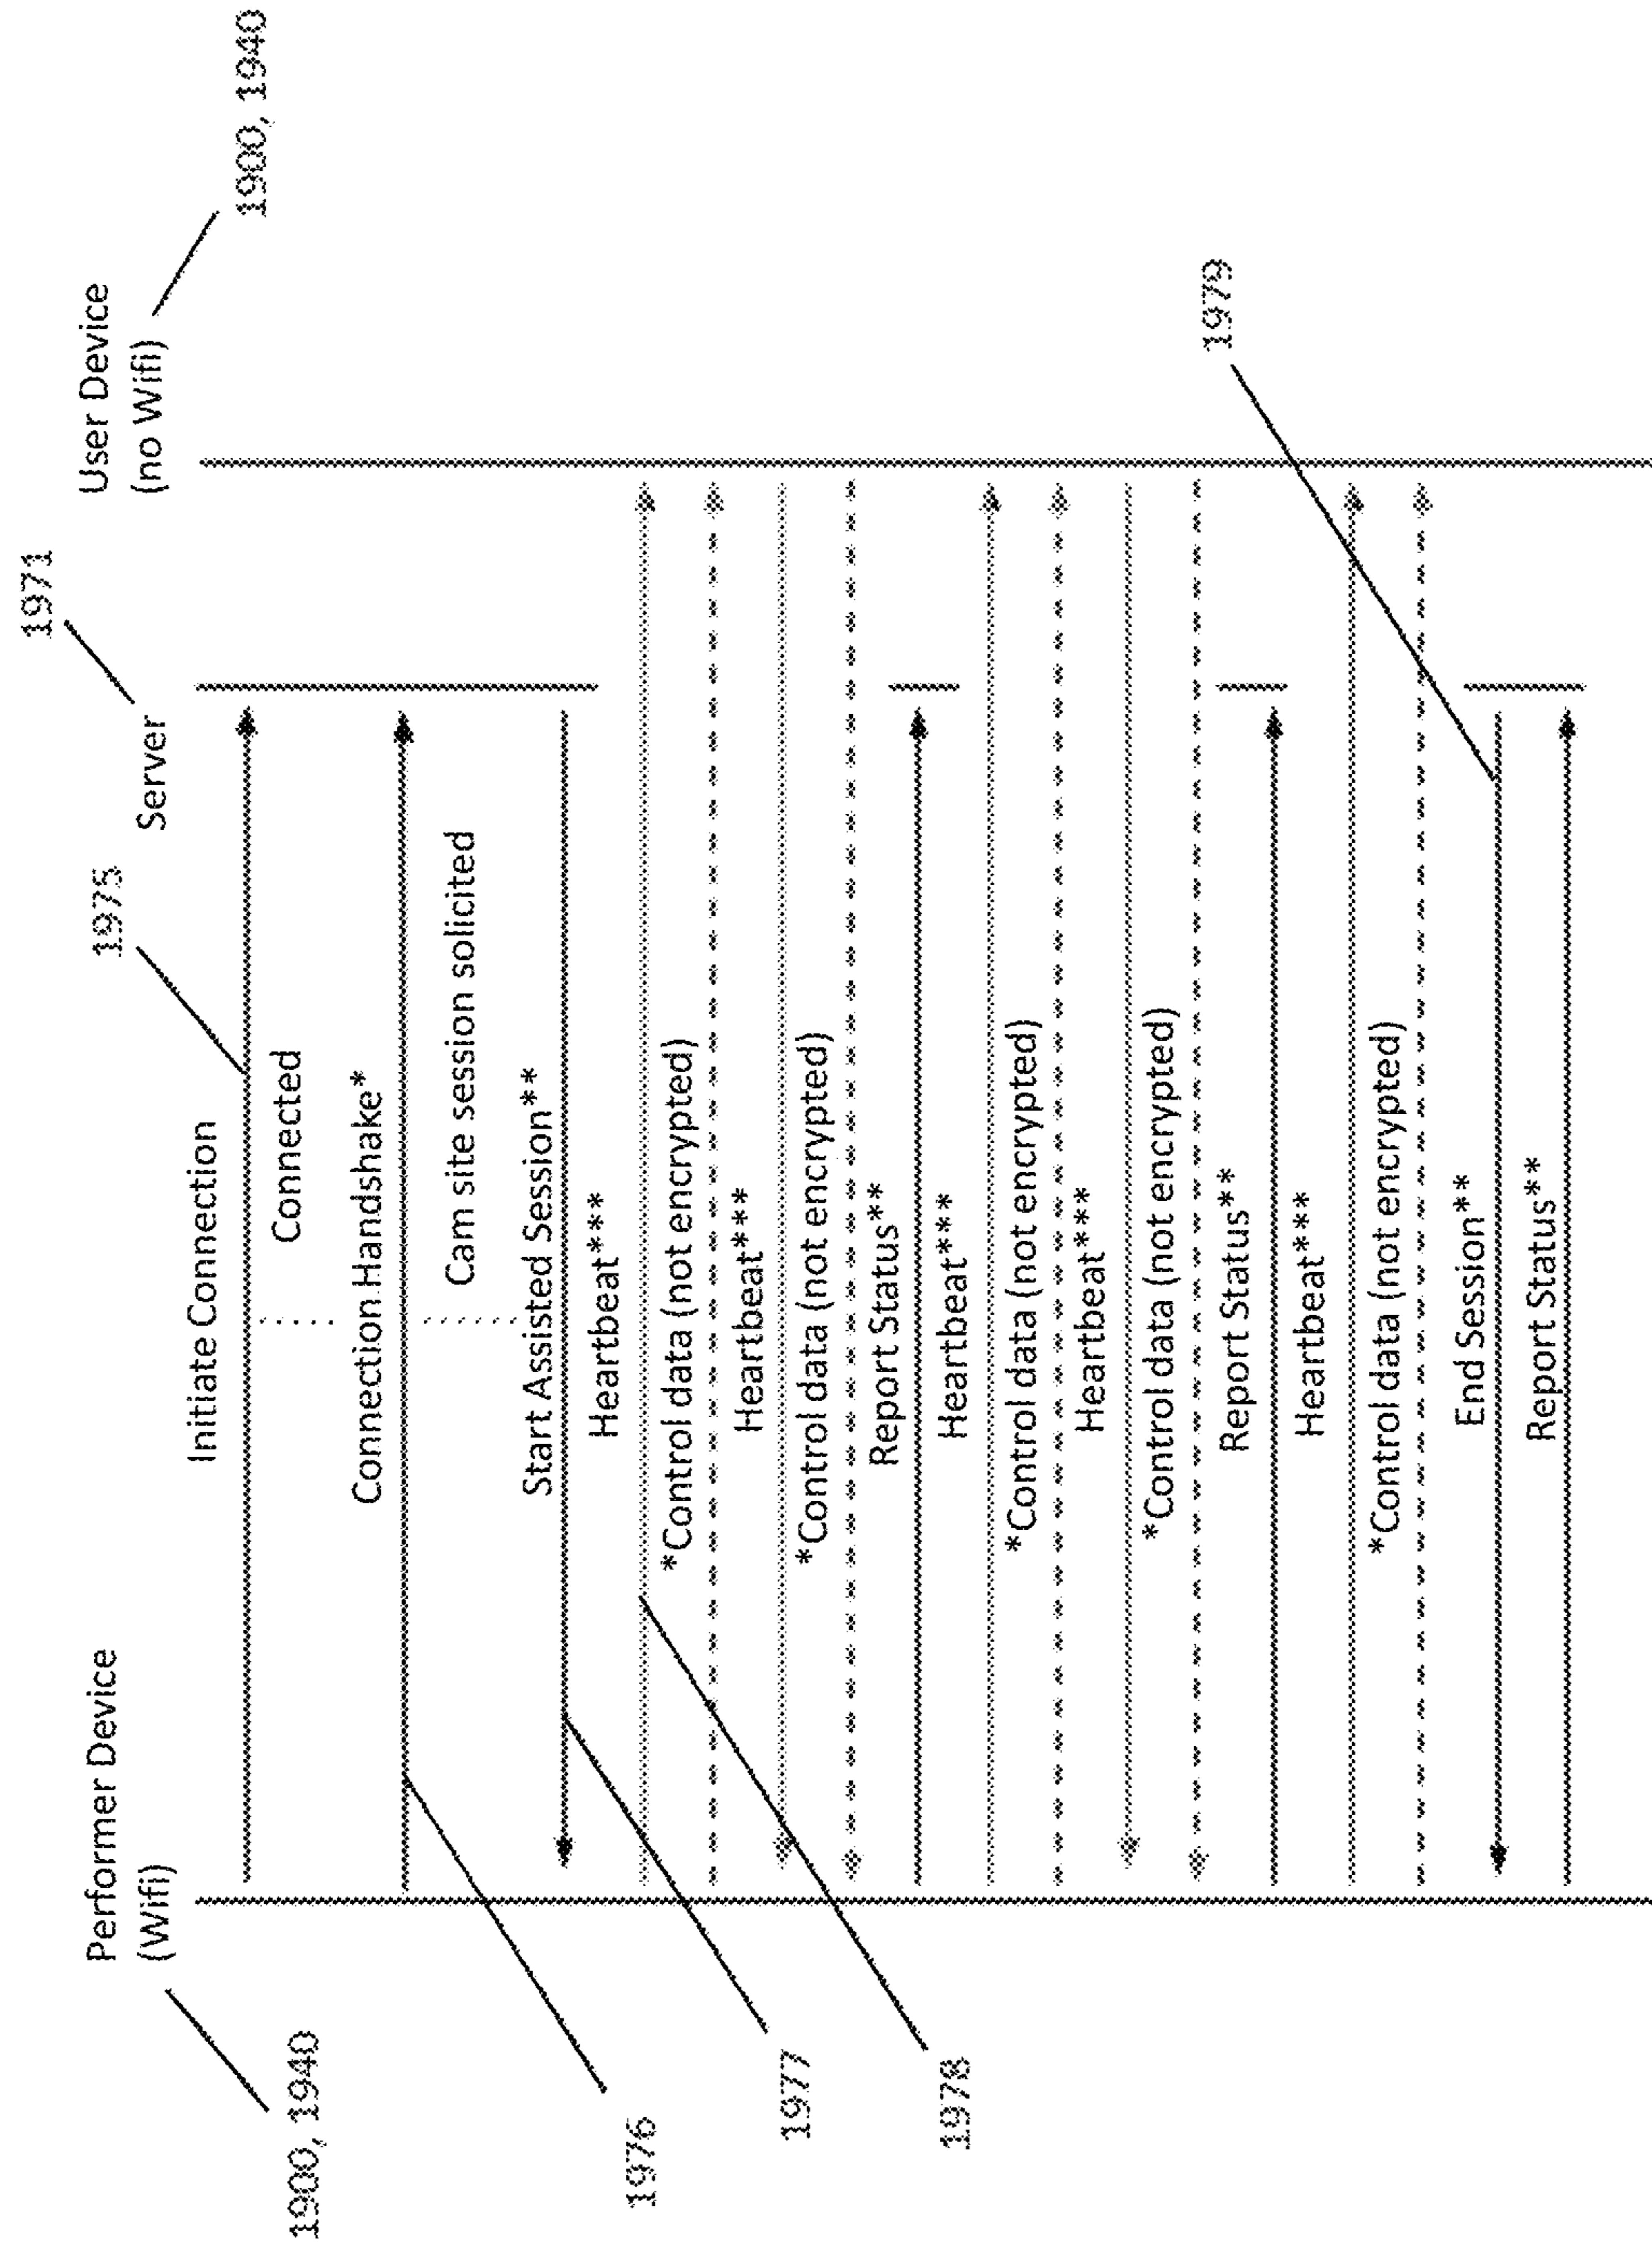 1971
1975
Performer Device
(Wifi)
Server
User Device
(no Wifi)
1900, 1940
1900, 1940
Initiate Connection
Connected
Connection Handshake*
Cam site session solicited
Start Assisted Session**
Heartbeat***
*Control data (not encrypted)
Heartbeat***
*Control data (not encrypted)
Report Status**
Heartbeat***
*Control data (not encrypted)
Heartbeat***
*Control data (not encrypted)
Report Status**
Heartbeat***
*Control data (not encrypted)
End Session**
Report Status**
1976
1977
1978
1979